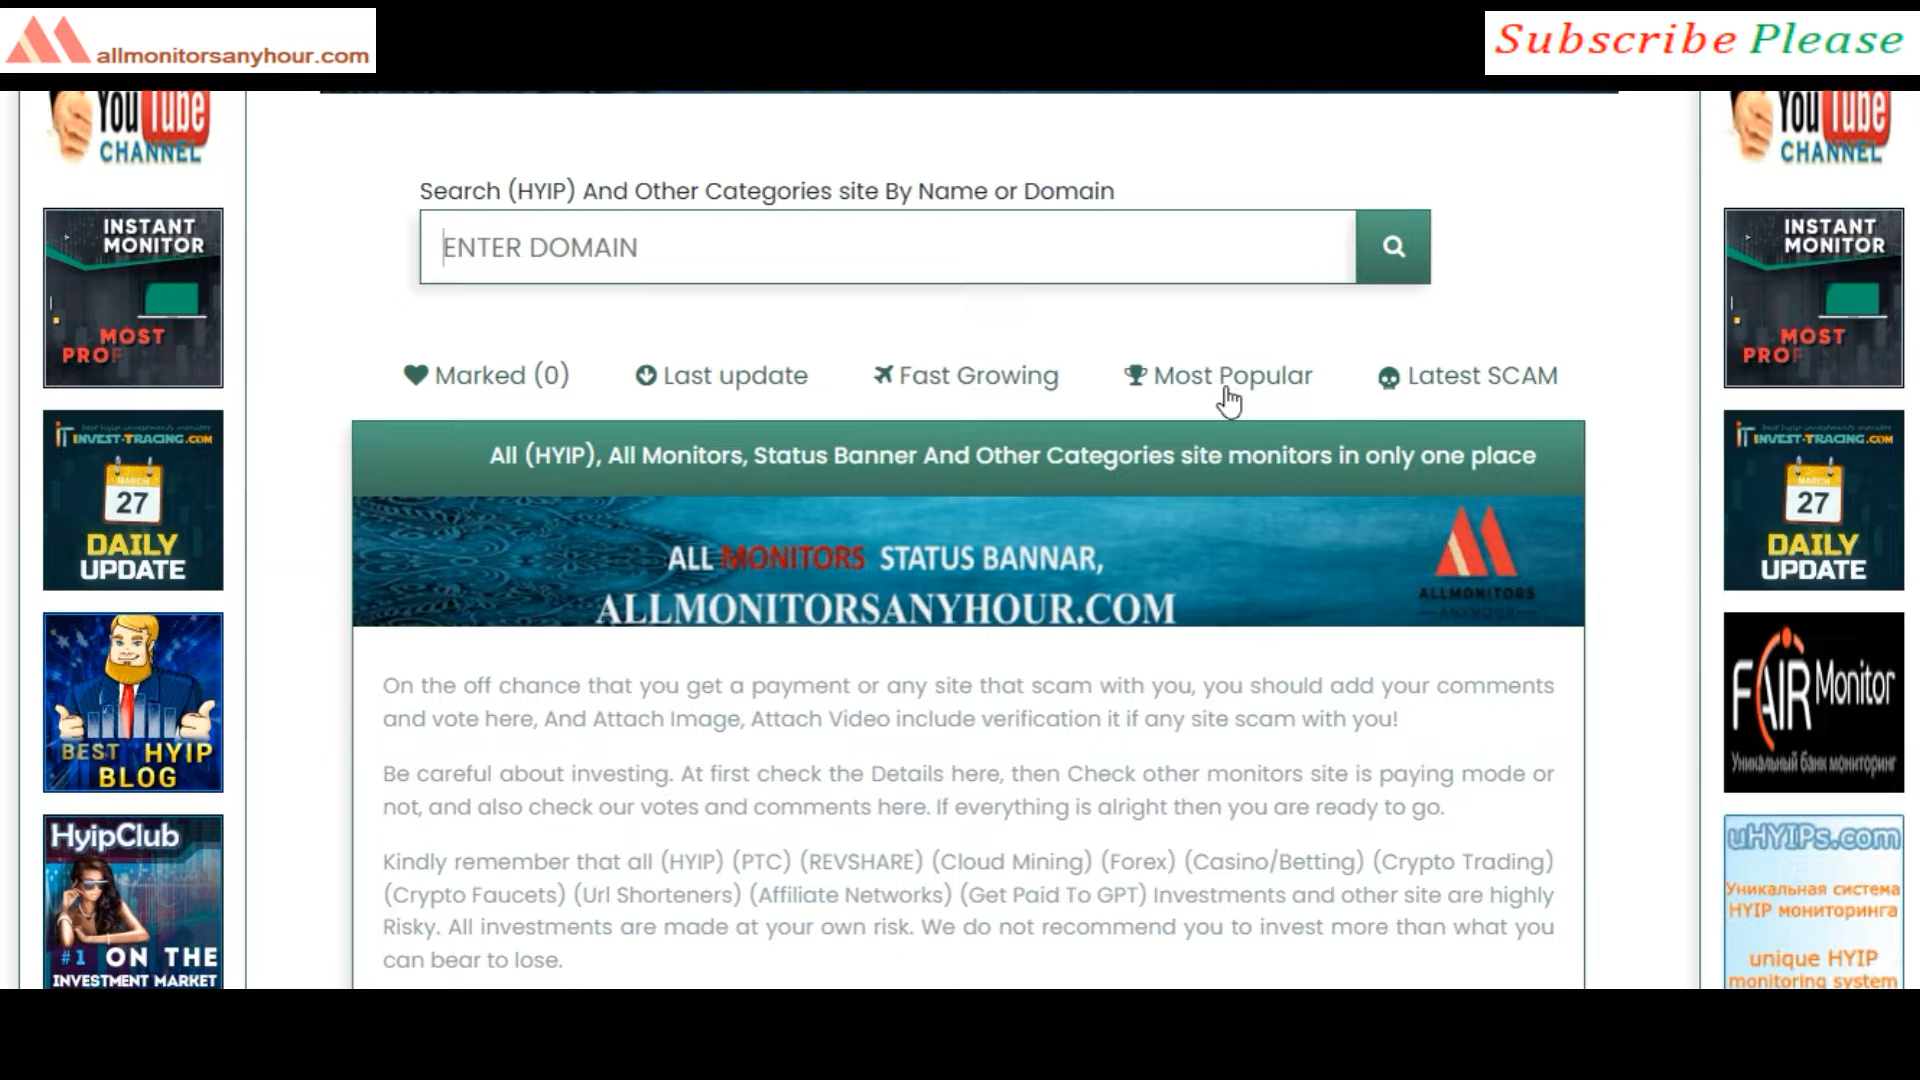 allmonitorsanyhour.com
Subscribe Please
You Tube
CHANNEL
INSTANT
MONITOR
MOST
PROF
best hyip investments monitor
INVEST-TRACING.COM
MARCH
27
DAILY
UPDATE
BEST HYIP
BLOG
HyipClub
#1 ON THE
INVESTMENT MARKET
Search (HYIP) And Other Categories site By Name or Domain
ENTER DOMAIN
Marked (0) Last update Fast Growing Most Popular Latest SCAM
All (HYIP), All Monitors, Status Banner And Other Categories site monitors in only one place
ALL MONITORS STATUS BANNAR,
ALLMONITORSANYHOUR.COM
ALLMONITORS
ANYHOUR
On the off chance that you get a payment or any site that scam with you, you should add your comments
and vote here, And Attach Image, Attach Video include verification it if any site scam with you!
Be careful about investing. At first check the Details here, then Check other monitors site is paying mode or
not, and also check our votes and comments here. If everything is alright then you are ready to go.
Kindly remember that all (HYIP) (PTC) (REVSHARE) (Cloud Mining) (Forex) (Casino/Betting) (Crypto Trading)
(Crypto Faucets) (Url Shorteners) (Affiliate Networks) (Get Paid To GPT) Investments and other site are highly
Risky. All investments are made at your own risk. We do not recommend you to invest more than what you
can bear to lose.
You Tube
CHANNEL
INSTANT
MONITOR
MOST
PROF
best hyip investments monitor
INVEST-TRACING.COM
MARCH
27
DAILY
UPDATE
FAIR Monitor
Уникальный банк мониторинг
uHYIPs.com
Уникальная система
HYIP мониторинга
unique HYIP
monitoring system